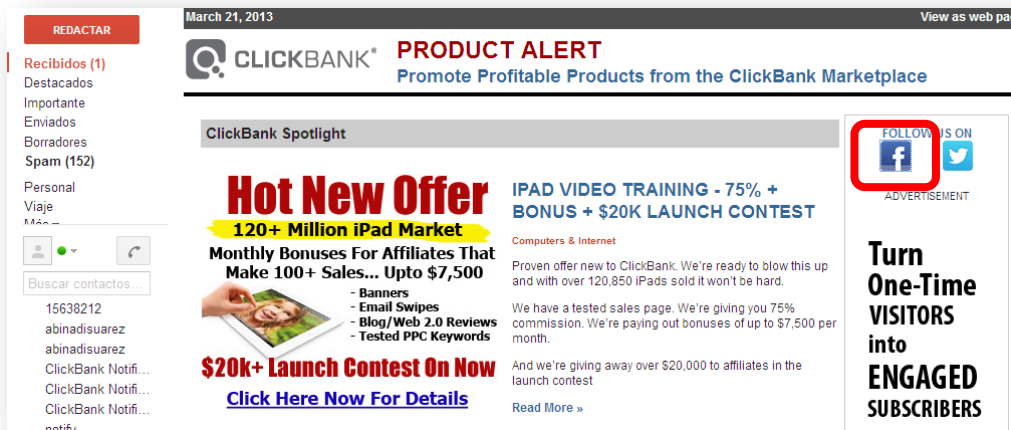 REDACTAR
Recibidos (1)
Destacados
Importante
Enviados
Borradores
Spam (152)
Personal
Viaje
Más
Buscar contactos...
15638212
abinadisuarez
abinadisuarez
ClickBank Notifi...
ClickBank Notifi...
ClickBank Notifi...
notify
March 21, 2013
View as web pa
CLICKBANK®
PRODUCT ALERT
Promote Profitable Products from the ClickBank Marketplace
ClickBank Spotlight
Hot New Offer
120+ Million iPad Market
Monthly Bonuses For Affiliates That
Make 100+ Sales... Upto $7,500
- Banners
- Email Swipes
- Blog/Web 2.0 Reviews
- Tested PPC Keywords
$20k+ Launch Contest On Now
Click Here Now For Details
IPAD VIDEO TRAINING - 75% +
BONUS + $20K LAUNCH CONTEST
Computers & Internet
Proven offer new to ClickBank. We're ready to blow this up
and with over 120,850 iPads sold it won't be hard.
We have a tested sales page. We're giving you 75%
commission. We're paying out bonuses of up to $7,500 per
month.
And we're giving away over $20,000 to affiliates in the
launch contest
Read More »
FOLLOW US ON
ADVERTISEMENT
Turn
One-Time
VISITORS
into
ENGAGED
SUBSCRIBERS